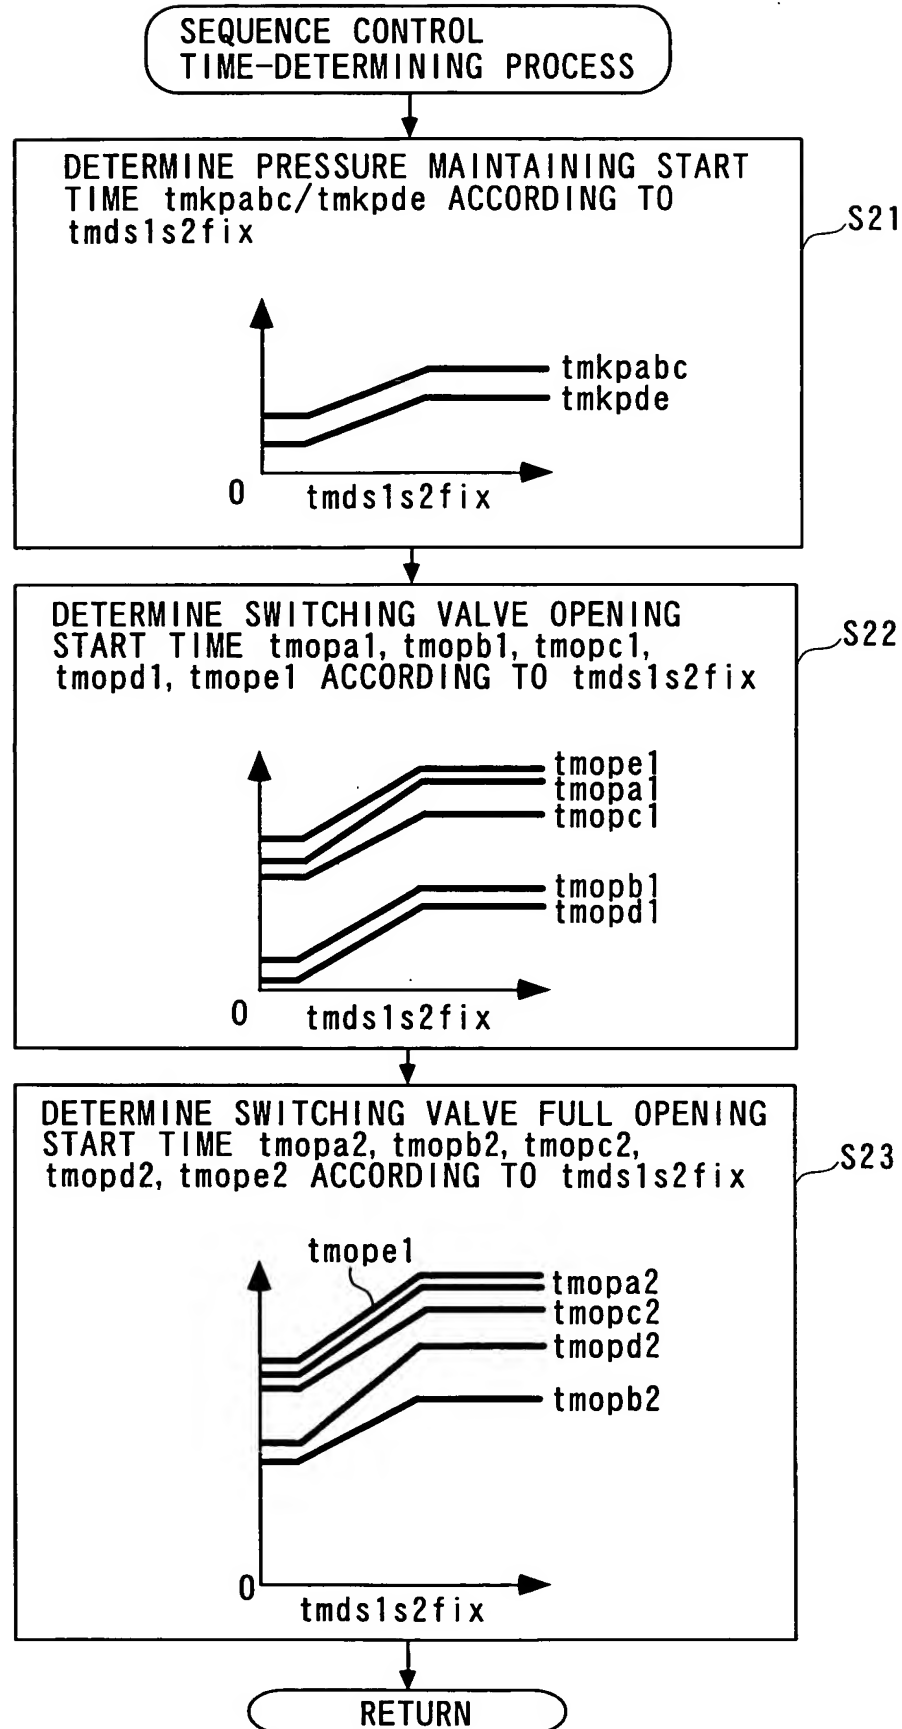 SEQUENCE CONTROL
TIME-DETERMINING PROCESS
DETERMINE PRESSURE MAINTAINING START
TIME tmkpabc/tmkpde ACCORDING TO
tmds1s2fix
S21
tmkpabc
tmkpde
0
tmds1s2fix
DETERMINE SWITCHING VALVE OPENING
START TIME tmopa1, tmopb1, tmopc1,
tmopd1, tmope1 ACCORDING TO tmds1s2fix
S22
tmope1
tmopa1
tmopc1
tmopb1
tmopd1
0
tmds1s2fix
DETERMINE SWITCHING VALVE FULL OPENING
START TIME tmopa2, tmopb2, tmopc2,
tmopd2, tmope2 ACCORDING TO tmds1s2fix
S23
tmope1
tmopa2
tmopc2
tmopd2
tmopb2
0
tmds1s2fix
RETURN